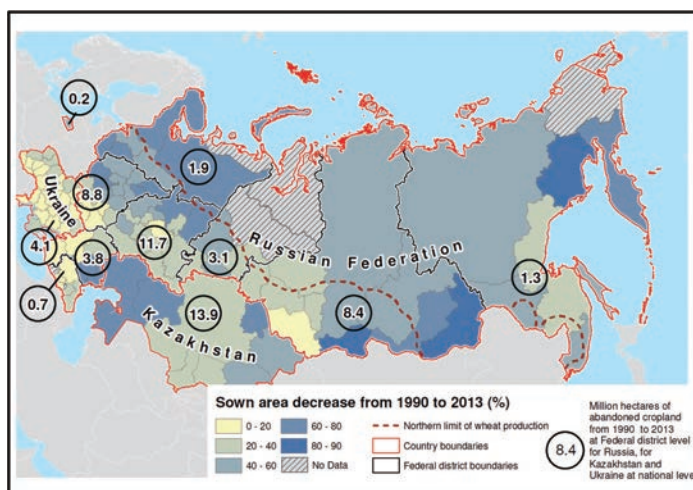 0.2
1.9
Ukraine
8.8
Russian Federation
4.1
3.8
11.7
3.1
1.3
0.7
13.9
8.4
Kazakhstan
Sown area decrease from 1990 to 2013 (%)
0 - 20
20 - 40
40 - 60
60 - 80
80 - 90
No Data
Northern limit of wheat production
Country boundaries
Federal district boundaries
8.4
Million hectares of
abandoned cropland
from 1990 to 2013
at Federal district level
for Russia, for
Kazakhstan and
Ukraine at national level